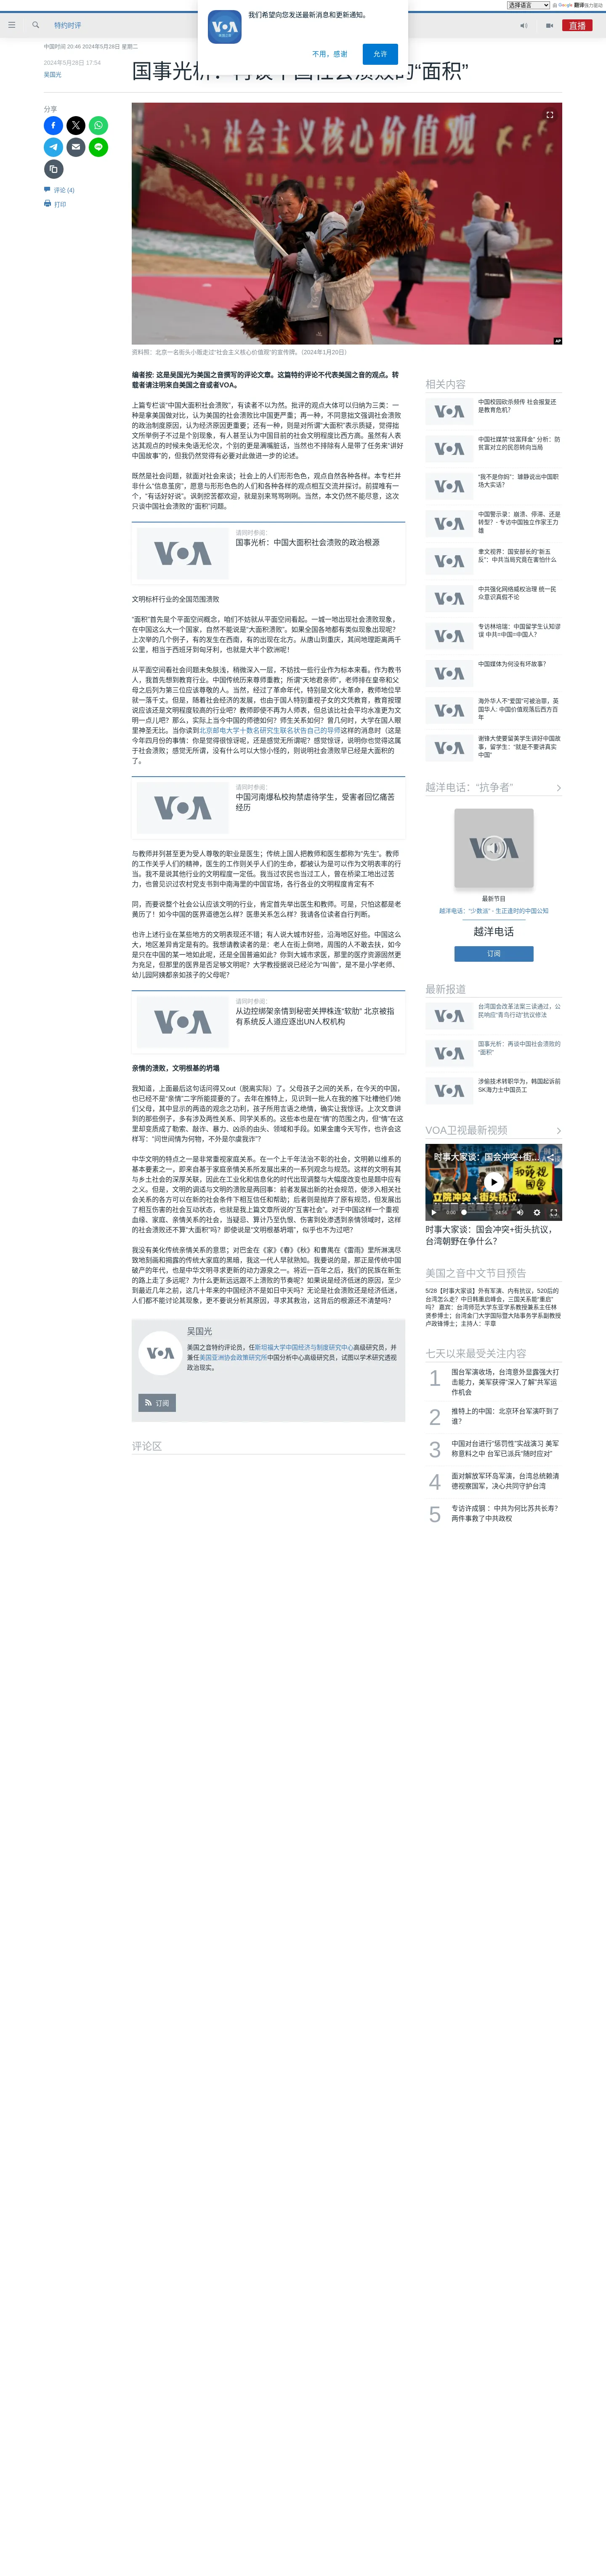 选择语言
由 Google 翻译强力驱动
我们希望向您发送最新消息和更新通知。
不用，感谢
允许
特约时评
直播
中国时间 20:46 2024年5月28日 星期二
2024年5月28日 17:54
吴国光
国事光析：再谈中国社会溃败的“面积”
分享
评论 (4)
打印
社会主义核心价值观
AP
资料照：北京一名街头小贩走过“社会主义核心价值观”的宣传牌。（2024年1月20日）
编者按: 这是吴国光为美国之音撰写的评论文章。这篇特约评论不代表美国之音的观点。转
载者请注明来自美国之音或者VOA。
上篇专栏谈“中国大面积社会溃败”，有读者不以为然。批评的观点大体可以归纳为三类：一
种是拿美国做对比，认为美国的社会溃败比中国更严重；再一种，不同意拙文强调社会溃败
的政治制度原因，认为经济原因更重要；还有一种，则是对所谓“大面积”表示质疑，觉得拙
文所举例子不过是个别现象，有人甚至认为中国目前的社会文明程度比西方高。虽然有人表
达其观点的时候未免语无伦次，个别的更是满嘴脏话，当然也不排除有人是带了任务来“讲好
中国故事”的，但我仍然觉得有必要对此做进一步的论述。
既然是社会问题，就面对社会来谈；社会上的人们形形色色，观点自然各种各样。本专栏并
非什么“信息茧房”，愿意与形形色色的人们和各种各样的观点相互交流并探讨。前提唯有一
个，“有话好好说”。讽刺挖苦都欢迎，就是别来骂骂咧咧。当然，本文仍然不能尽意，这次
只谈中国社会溃败的“面积”问题。
请同时参阅:
国事光析：中国大面积社会溃败的政治根源
文明标杆行业的全国范围溃败
“面积”首先是个平面空间概念，咱们不妨就从平面空间看起。一城一地出现社会溃败现象，
在中国这么大一个国家，自然不能说是“大面积溃败”。如果全国各地都有类似现象出现呢？
上次举的几个例子，有的发生在南方，有的出现在北方。从唐山到重庆，其间地理距离两千
公里，相当于西班牙到匈牙利，也就是大半个欧洲呢！
从平面空间看社会问题未免肤浅，稍微深入一层，不妨找一些行业作为标本来看。作为教书
人，我首先想到教育行业。中国传统历来尊师重教；所谓“天地君亲师”，老师排在皇帝和父
母之后列为第三位应该尊敬的人。当然，经过了革命年代，特别是文化大革命，教师地位早
就一落千丈。但是，随着社会经济的发展，也由于国人特别重视子女的文化教育，教育按理
说应该还是文明程度较高的行业吧？教师即使不再为人师表，但总该比社会平均水准更为文
明一点儿吧？那么，实际上当今中国的师德如何？师生关系如何？曾几何时，大学在国人眼
里神圣无比。当你读到北京邮电大学十数名研究生联名状告自己的导师这样的消息时（这是
今年四月份的事情：你是觉得很惊讶呢，还是感觉无所谓呢？感觉惊讶，说明你也觉得这属
于社会溃败；感觉无所谓，没有什么可以大惊小怪的，则说明社会溃败早已经是大面积的
了。
请同时参阅:
中国河南爆私校拘禁虐待学生，受害者回忆痛苦
经历
与教师并列甚至更为受人尊敬的职业是医生；传统上国人把教师和医生都称为“先生”。教师
的工作关乎人们的精神，医生的工作则关乎人们的生命，都被认为是可以作为文明表率的行
业。我不认为是说其他行业的文明程度一定低。我当过农民也当过工人，曾在桥梁工地出过苦
力，也曾见识过农村党支书到中南海里的中国官场，各行各业的文明程度肯定有不
同，而要说整个社会公认应该文明的行业，肯定首先举出医生和教师。可是，只怕这都是老
黄历了！如今中国的医界道德怎么样？医患关系怎么样？我请各位读者自行判断。
也许上述行业在某些地方的文明表现还不错；有人说大城市好些，沿海地区好些。中国这么
大，地区差异肯定是有的。我想请教读者的是：老人在街上倒地，周围的人不敢去扶，如今
是只在中国的某一地如此呢，还是全国普遍如此？你到大城市求医，那里的医疗资源固然更
为充足，但那里的医界是否足够文明呢？大学教授据说已经沦为“叫兽”，是不是小学老师、
幼儿园阿姨都亲如孩子的父母呢？
请同时参阅:
从边控绑架亲情到秘密关押株连“软肋” 北京被指
有系统反人道应逐出UN人权机构
亲情的溃败，文明根基的坍塌
我知道，上面最后这句话问得又out（脱离实际）了。父母孩子之间的关系，在今天的中国，
也已经不是“亲情”二字所能提要的了。去年在推特上，见识到一批人在我的推下吐槽他们/她
们父母，其中显示的两造的观念之功利，孩子所用言语之绝情，确实让我惊讶。上次文章讲
到的那些例子，多有涉及两性关系、同学关系的。这些本也是在“情”的范围之内，但“情”在这
里分明变质成了勒索、敲诈、暴力、凶杀的由头、领域和手段。如果金庸今天写作，也许会这
样写：“问世间情为何物，不外是尔虞我诈”？
中华文明的特点之一是非常重视家庭关系。在一个上千年法治不彰的社会，文明赖以维系的
基本要素之一，即来自基于家庭亲情关系所发展出来的一系列观念与规范。这样的文明有其
与乡土社会的深厚关联，因此在工业化和信息化的时代出现调整与大幅度改变也是题中应有
之义。但是，文明的调适与文明的溃败是两回事：前者发展出新的社会规范，使涉入相关社
会关系的各方可以在新的规范下相互信任和帮助；后者则是抛弃了原有规范，但发展出来的
是各方之间的相互敌视和伤害，也就是我上篇文章所说的“互害社会”。对于中国这样一个重视
血缘、家庭、亲情关系的社会，当疑忌、算计乃至仇恨、伤害到处渗透到亲情领域时，这样
的社会溃败还不算“大面积”吗？即使说是“文明根基坍塌”，似乎也不为过吧？
我没有美化传统亲情关系的意思；对巴金在《家》《春》《秋》和曹禺在《雷雨》里所淋漓尽
致地刻画和揭露的传统大家庭的黑暗，我这一代人早就熟知。我要说的是，那正是传统中国
破产的年代，也是中华文明寻求更新的动力源泉之一。将近一百年之后，我们的民族在新生
的路上走了多远呢？为什么更新远远跟不上溃败的节奏呢？如果说是经济低迷的原因，至少
到最近几年之前，这几十年来的中国经济不是如日中天吗？无论是社会溃败还是经济低迷，
人们都不能讨论其现象，更不要说分析其原因，寻求其救治，这背后的根源还不清楚吗？
吴国光
美国之音特约评论员，任斯坦福大学中国经济与制度研究中心高级研究员，并
兼任美国亚洲协会政策研究所中国分析中心高级研究员，试图以学术研究透视
政治现实。
订阅
评论区
相关内容
中国校园砍杀频传 社会报复还
是教育危机？
中国社媒禁“炫富拜金” 分析：防
贫富对立的民怨转向当局
“我不是你妈”：璩静说出中国职
场大实话？
中国警示录：崩溃、停滞、还是
转型？- 专访中国独立作家王力
雄
聿文视界：国安部长的“新五
反”：中共当局究竟在害怕什么
中共强化网络威权治理 统一民
众意识真假不论
专访林培瑞：中国留学生认知谬
误 中共=中国=中国人？
中国媒体为何没有坏故事？
海外华人不“爱国”可被治罪，英
国华人: 中国价值观落后西方百
年
谢锋大使要留美学生讲好中国故
事，留学生：“就是不要讲真实
中国”
越洋电话：“抗争者”
最新节目
越洋电话: “少数派” - 生正逢时的中国公知
越洋电话
订阅
最新报道
台湾国会改革法案三读通过，公
民响应“青鸟行动”抗议修法
国事光析：再谈中国社会溃败的
“面积”
涉偷技术转职华为，韩国起诉前
SK海力士中国员工
VOA卫视最新视频
时事大家谈：国会冲突+街...
立院冲突 + 街头抗议,
0:00
24:59
时事大家谈：国会冲突+街头抗议，
台湾朝野在争什么？
美国之音中文节目预告
5/28【时事大家谈】外有军演、内有抗议，520后的
台湾怎么走？中日韩重启峰会，三国关系能“重启”
吗？ 嘉宾：台湾师范大学东亚学系教授兼系主任林
贤参博士；台湾金门大学国际暨大陆事务学系副教授
卢政锋博士；主持人：平章
七天以来最受关注内容
1
围台军演收场，台湾意外显露强大打
击能力，美军获得“深入了解”共军运
作机会
2
推特上的中国：北京环台军演吓到了
谁？
3
中国对台进行“惩罚性”实战演习 美军
称意料之中 台军已派兵“随时应对”
4
面对解放军环岛军演，台湾总统赖清
德视察国军，决心共同守护台湾
5
专访许成钢 ：中共为何比苏共长寿？
两件事救了中共政权